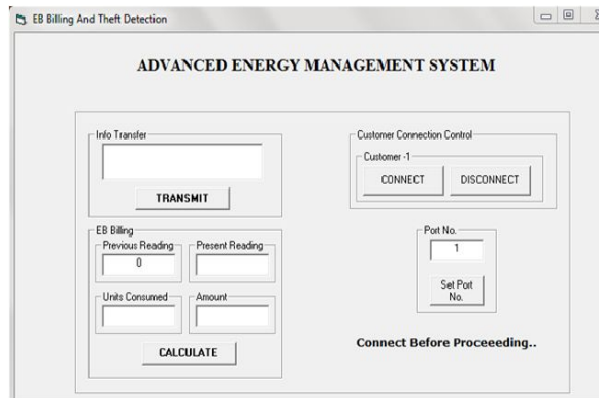 EB Billing And Theft Detection
ADVANCED ENERGY MANAGEMENT SYSTEM
Info Transfer
TRANSMIT
Customer Connection Control
Customer -1
CONNECT DISCONNECT
EB Billing
Previous Reading Present Reading
0
Units Consumed Amount
CALCULATE
Port No.
1
Set Port
No.
Connect Before Proceeeding..